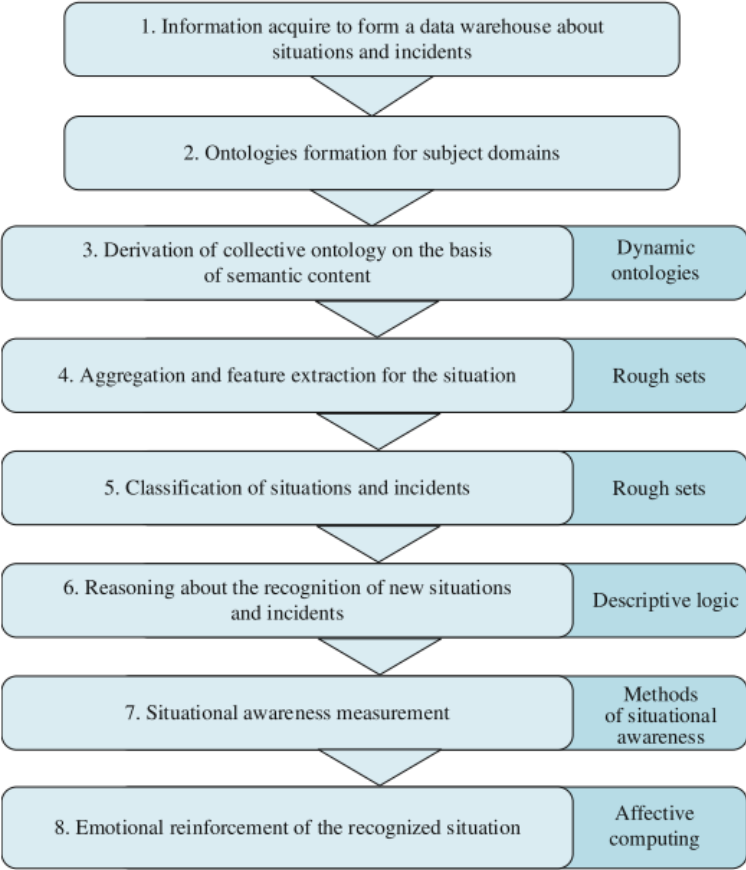 1. Information acquire to form a data warehouse about
situations and incidents
2. Ontologies formation for subject domains
3. Derivation of collective ontology on the basis
of semantic content
Dynamic
ontologies
4. Aggregation and feature extraction for the situation
Rough sets
5. Classification of situations and incidents
Rough sets
6. Reasoning about the recognition of new situations
and incidents
Descriptive logic
7. Situational awareness measurement
Methods
of situational
awareness
8. Emotional reinforcement of the recognized situation
Affective
computing